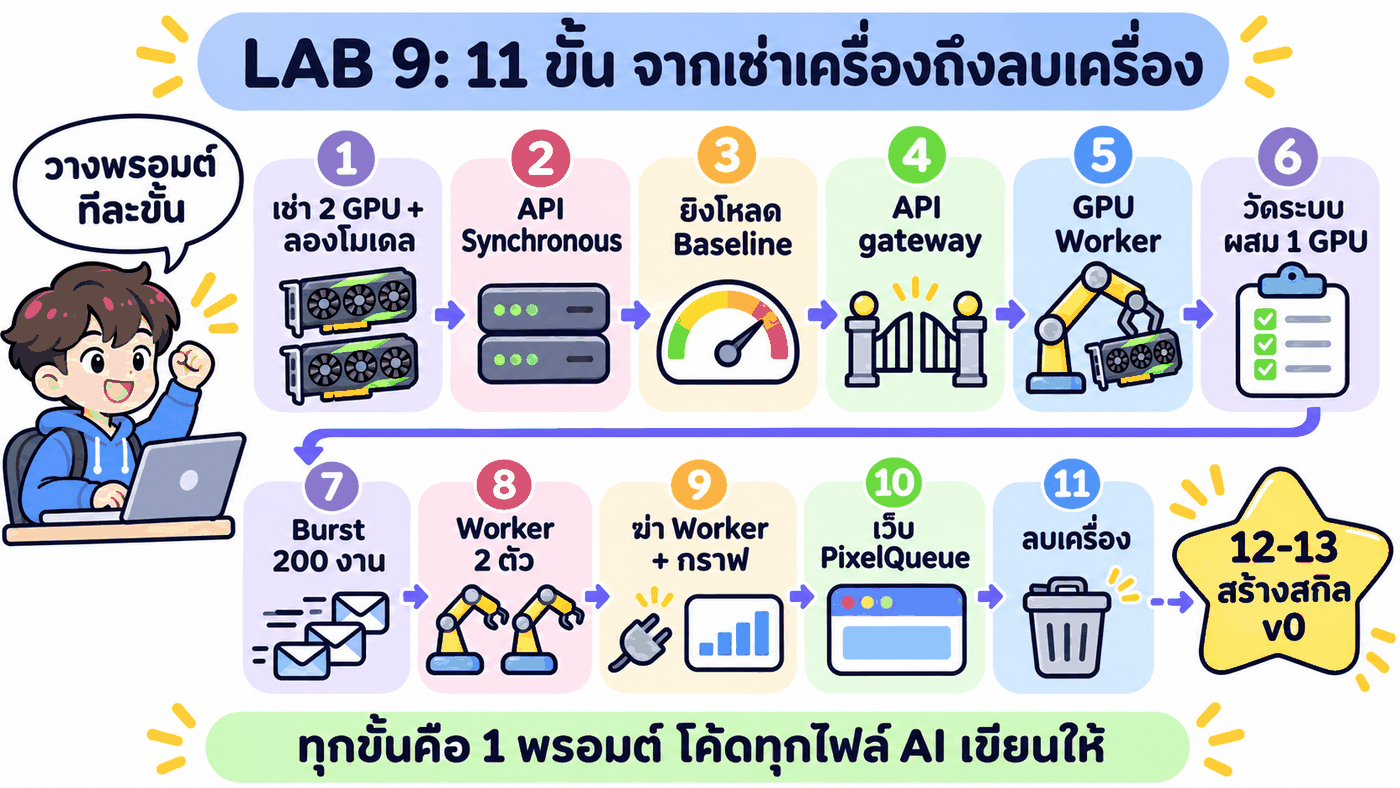 LAB 9: 11 ขั้น จากเช่าเครื่องถึงลบเครื่อง
วางพรอมต์
ทีละขั้น
1
เช่า 2 GPU +
ลองโมเดล
2
API
Synchronous
3
ยิงโหลด
Baseline
4
API
gateway
5
GPU
Worker
6
วัดระบบ
ผสม 1 GPU
7
Burst
200 งาน
8
Worker
2 ตัว
9
ฆ่า Worker
+ กราฟ
10
เว็บ
PixelQueue
11
ลบเครื่อง
12-13
สร้างสกิล
v0
ทุกขั้นคือ 1 พรอมต์ โค้ดทุกไฟล์ AI เขียนให้